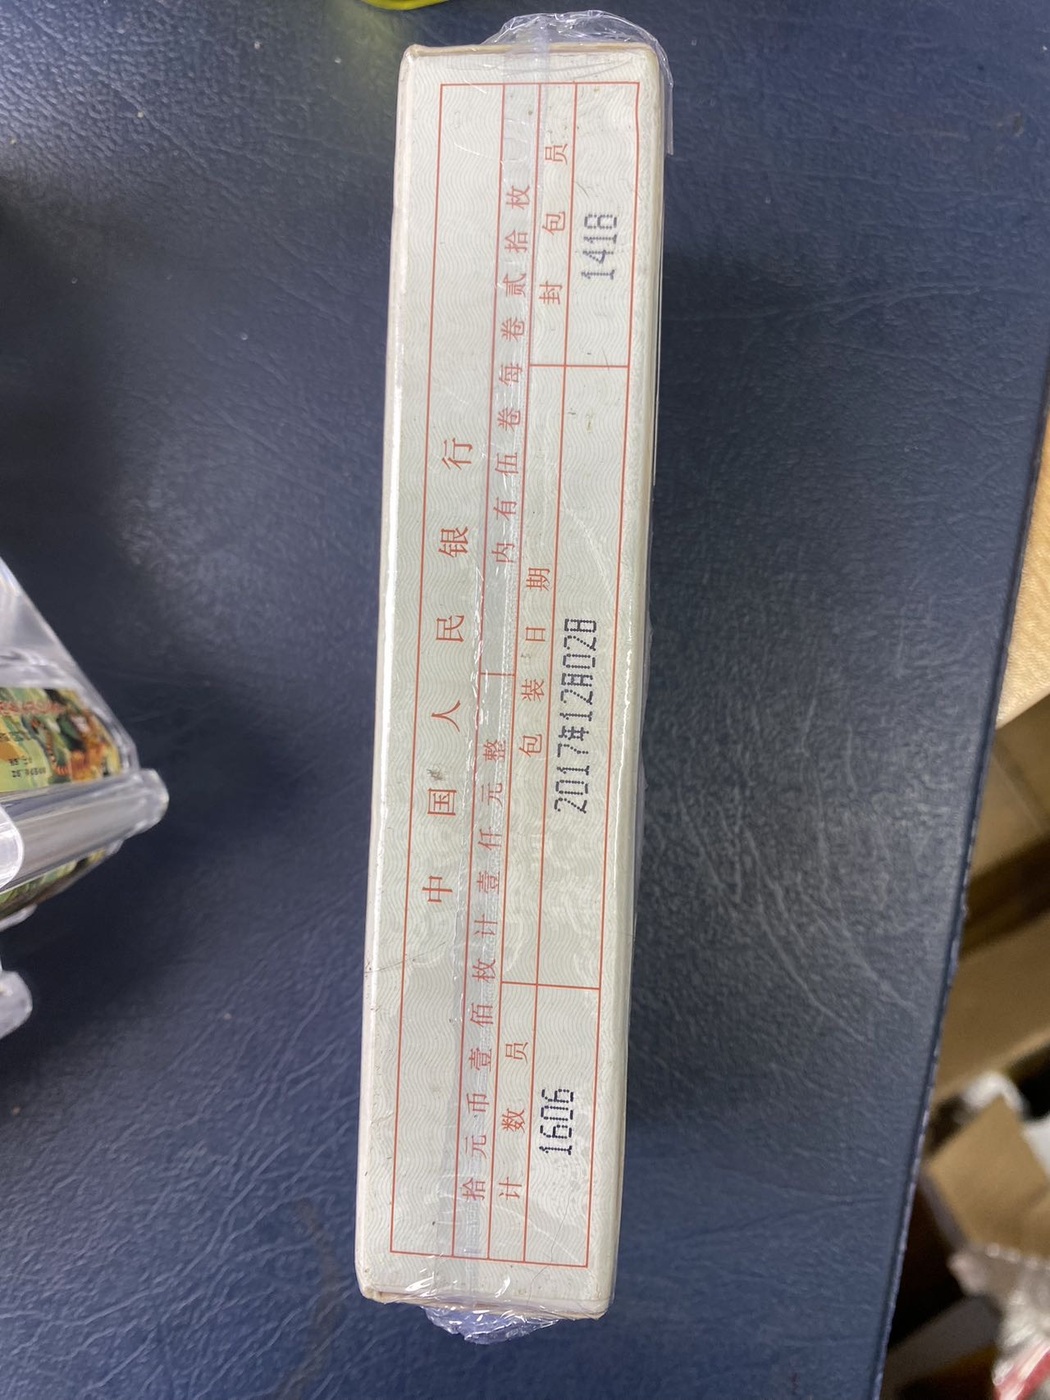 中国人民银行
拾元币壹佰枚计壹仟元整 内有伍卷每卷贰拾枚
计数员 包装日期 封包员
1606 2017年12月02日 1416